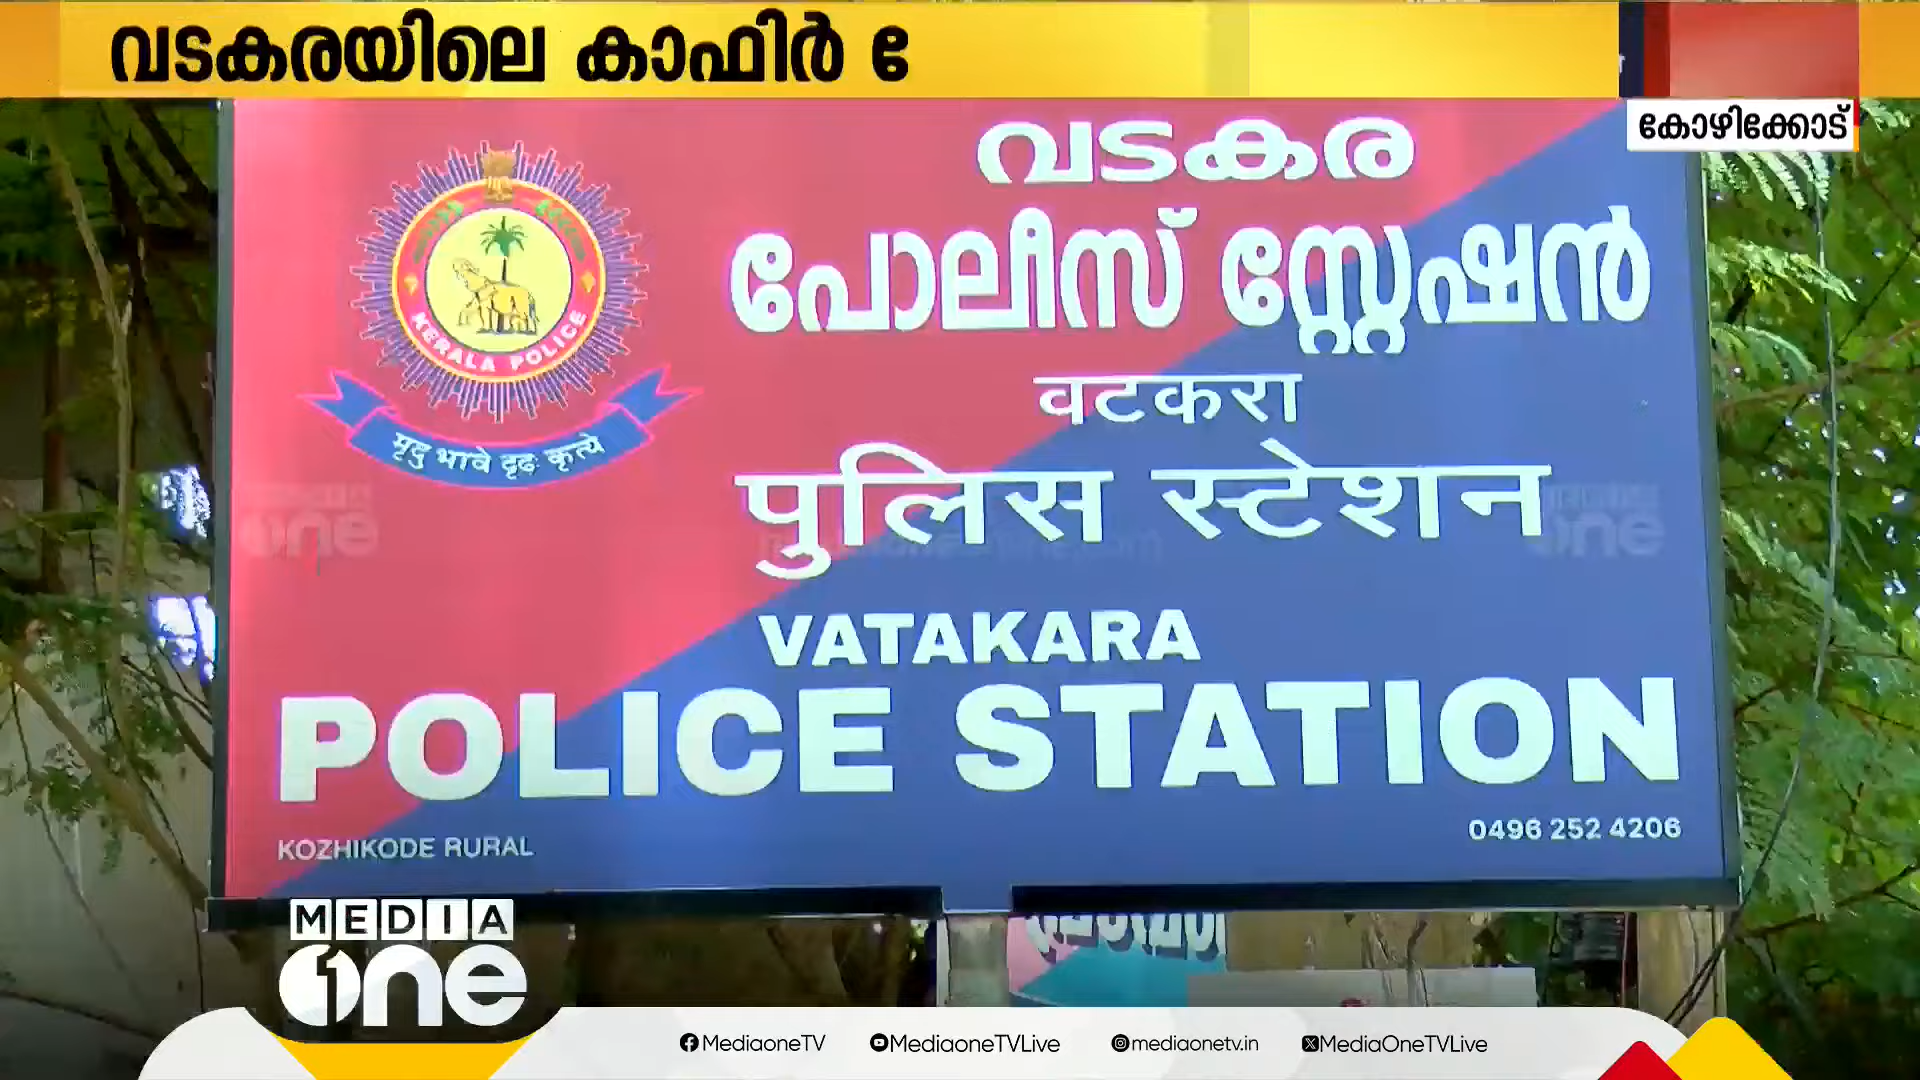 വടകരയിലെ കാഫിർ
കോഴിക്കോട്
വടകര
പോലീസ് സ്റ്റേഷൻ
वटकरा
पुलिस स्टेशन
KERALA POLICE
मृदु भावे दृढ़ कृत्ये
VATAKARA
POLICE STATION
KOZHIKODE RURAL
0496 252 4206
MEDIA
one
MediaoneTV
MediaoneTVLive
mediaonetv.in
MediaOneTVLive